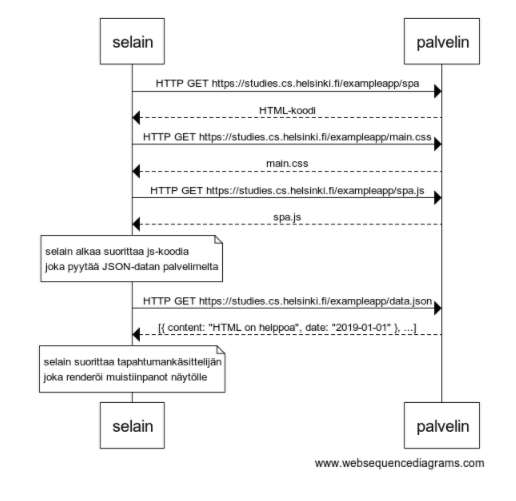 selain
palvelin
HTTP GET https://studies.cs.helsinki.fi/exampleapp/spa
HTML-koodi
HTTP GET https://studies.cs.helsinki.fi/exampleapp/main.css
main.css
HTTP GET https://studies.cs.helsinki.fi/exampleapp/spa.js
spa.js
selain alkaa suorittaa js-koodia
joka pyytää JSON-datan palvelimelta
HTTP GET https://studies.cs.helsinki.fi/exampleapp/data.json
[{ content: "HTML on helppoa", date: "2019-01-01" }, ...]
selain suorittaa tapahtumankäsittelijän
joka renderöi muistiinpanot näytölle
selain
palvelin
www.websequencediagrams.com